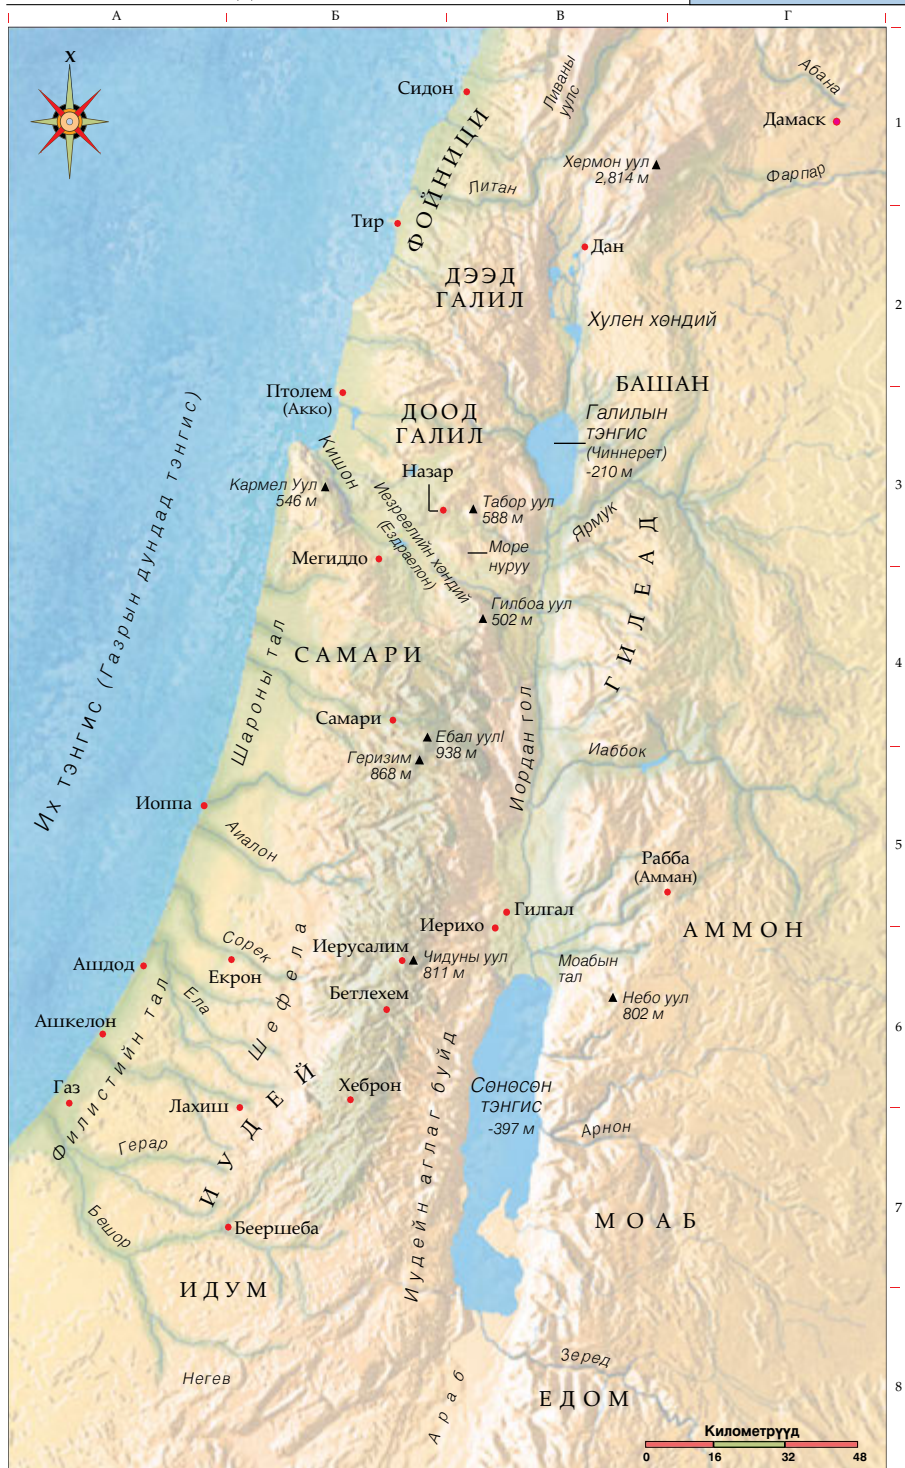 А
Б
В
Г
Х
1
2
3
4
5
6
7
8
Сидон
Ливаны
уулс
Абана
Дамаск
ФОЙНИЦИ
Хермон уул
2,814 м
Фарпар
Литан
Тир
Дан
ДЭЭД
ГАЛИЛ
Хулен хөндий
БАШАН
Птолем
(Акко)
ДООД
ГАЛИЛ
Галилын
тэнгис
(Чиннерет)
-210 м
Кишон
Назар
Кармел Уул
546 м
Табор уул
588 м
Ярмук
Иезреелийн хөндий
(Ездраелон)
Море
нуруу
Мегиддо
Гилбоа уул
502 м
ГИЛЕАД
Их тэнгис (Газрын дундад тэнгис)
Шароны тал
САМАРИ
Самари
Ебал уулl
938 м
Геризим
868 м
Иордан гол
Иаббок
Иоппа
Аиалон
Рабба
(Амман)
Гилгал
Иерихо
АММОН
Сорек
Иерусалим
Чидуны уул
811 м
Моабын
тал
Ашдод
Екрон
Ела
Шефела
Бетлехем
Небо уул
802 м
Ашкелон
Филистийн тал
Газ
Лахиш
Хеброн
Сөнөсөн
тэнгис
-397 м
ИУДЕЙ
Иудейн аглаг буйд
Герар
Арнон
Бешор
Беершеба
МОАБ
ИДУМ
Негев
Араб
Зеред
ЕДОМ
Километрүүд
0 16 32 48